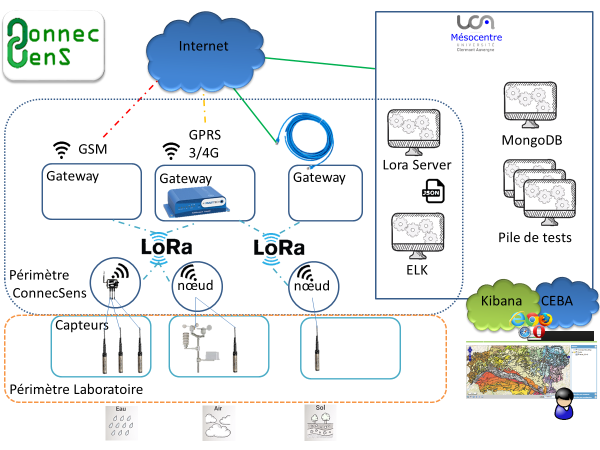 Connec
SenS
Internet
UCA
Mésocentre
UNIVERSITÉ
Clermont Auvergne
GSM
GPRS
3/4G
Gateway
Gateway
Gateway
Lora Server
JSON
ELK
MongoDB
Pile de tests
LoRa
LoRa
Périmètre
ConnecSens
nœud
nœud
Capteurs
Périmètre Laboratoire
Kibana
CEBA
Eau
Air
Sol